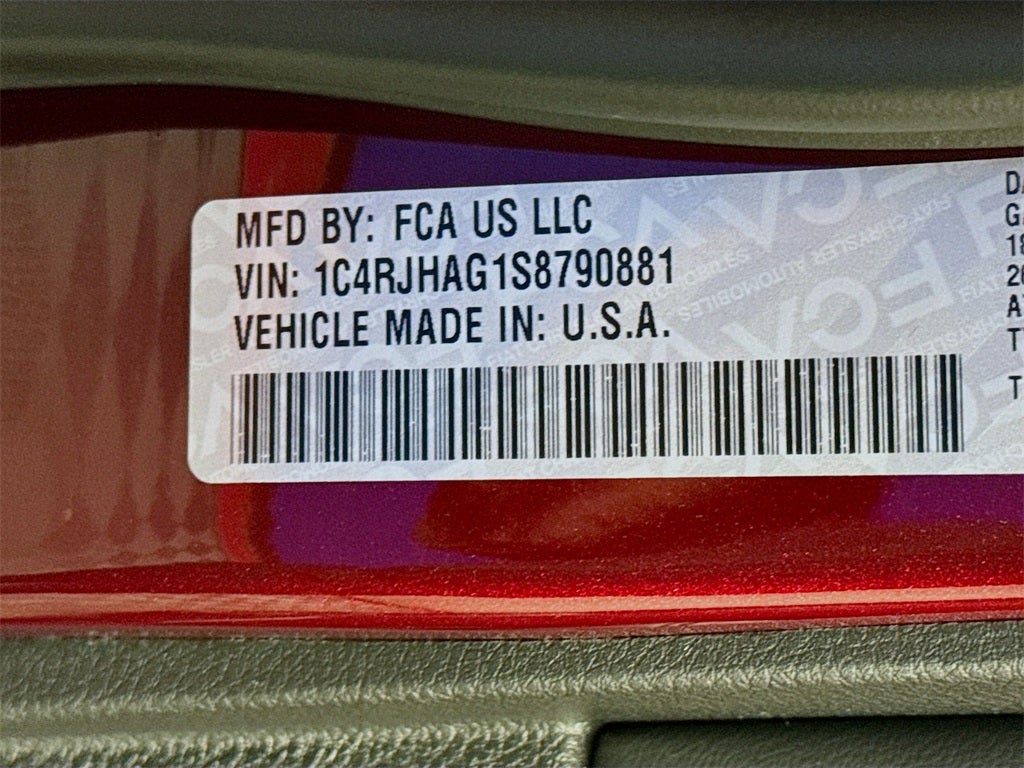 MFD BY: FCA US LLC
VIN: 1C4RJHAG1S8790881
VEHICLE MADE IN: U.S.A.